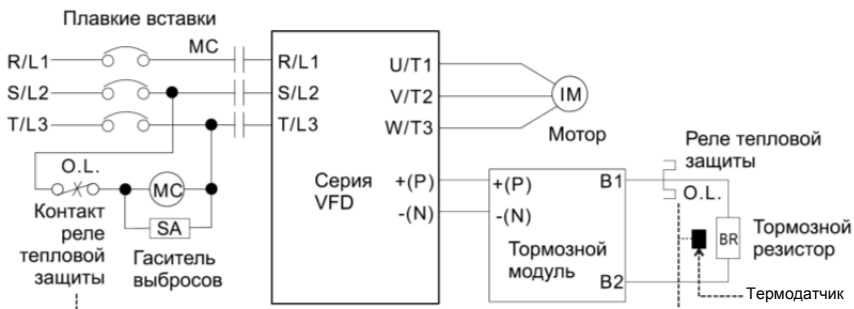 Плавкие вставки
MC
R/L1
R/L1
U/T1
S/L2
S/L2
V/T2
IM
T/L3
T/L3
W/T3
Мотор
O.L.
MC
SA
Контакт
реле
тепловой
защиты
Гаситель
выбросов
Серия
VFD
+(P)
-(N)
+(P)
-(N)
B1
B2
Тормозной
модуль
Реле тепловой
защиты
O.L.
BR
Тормозной
резистор
Термодатчик